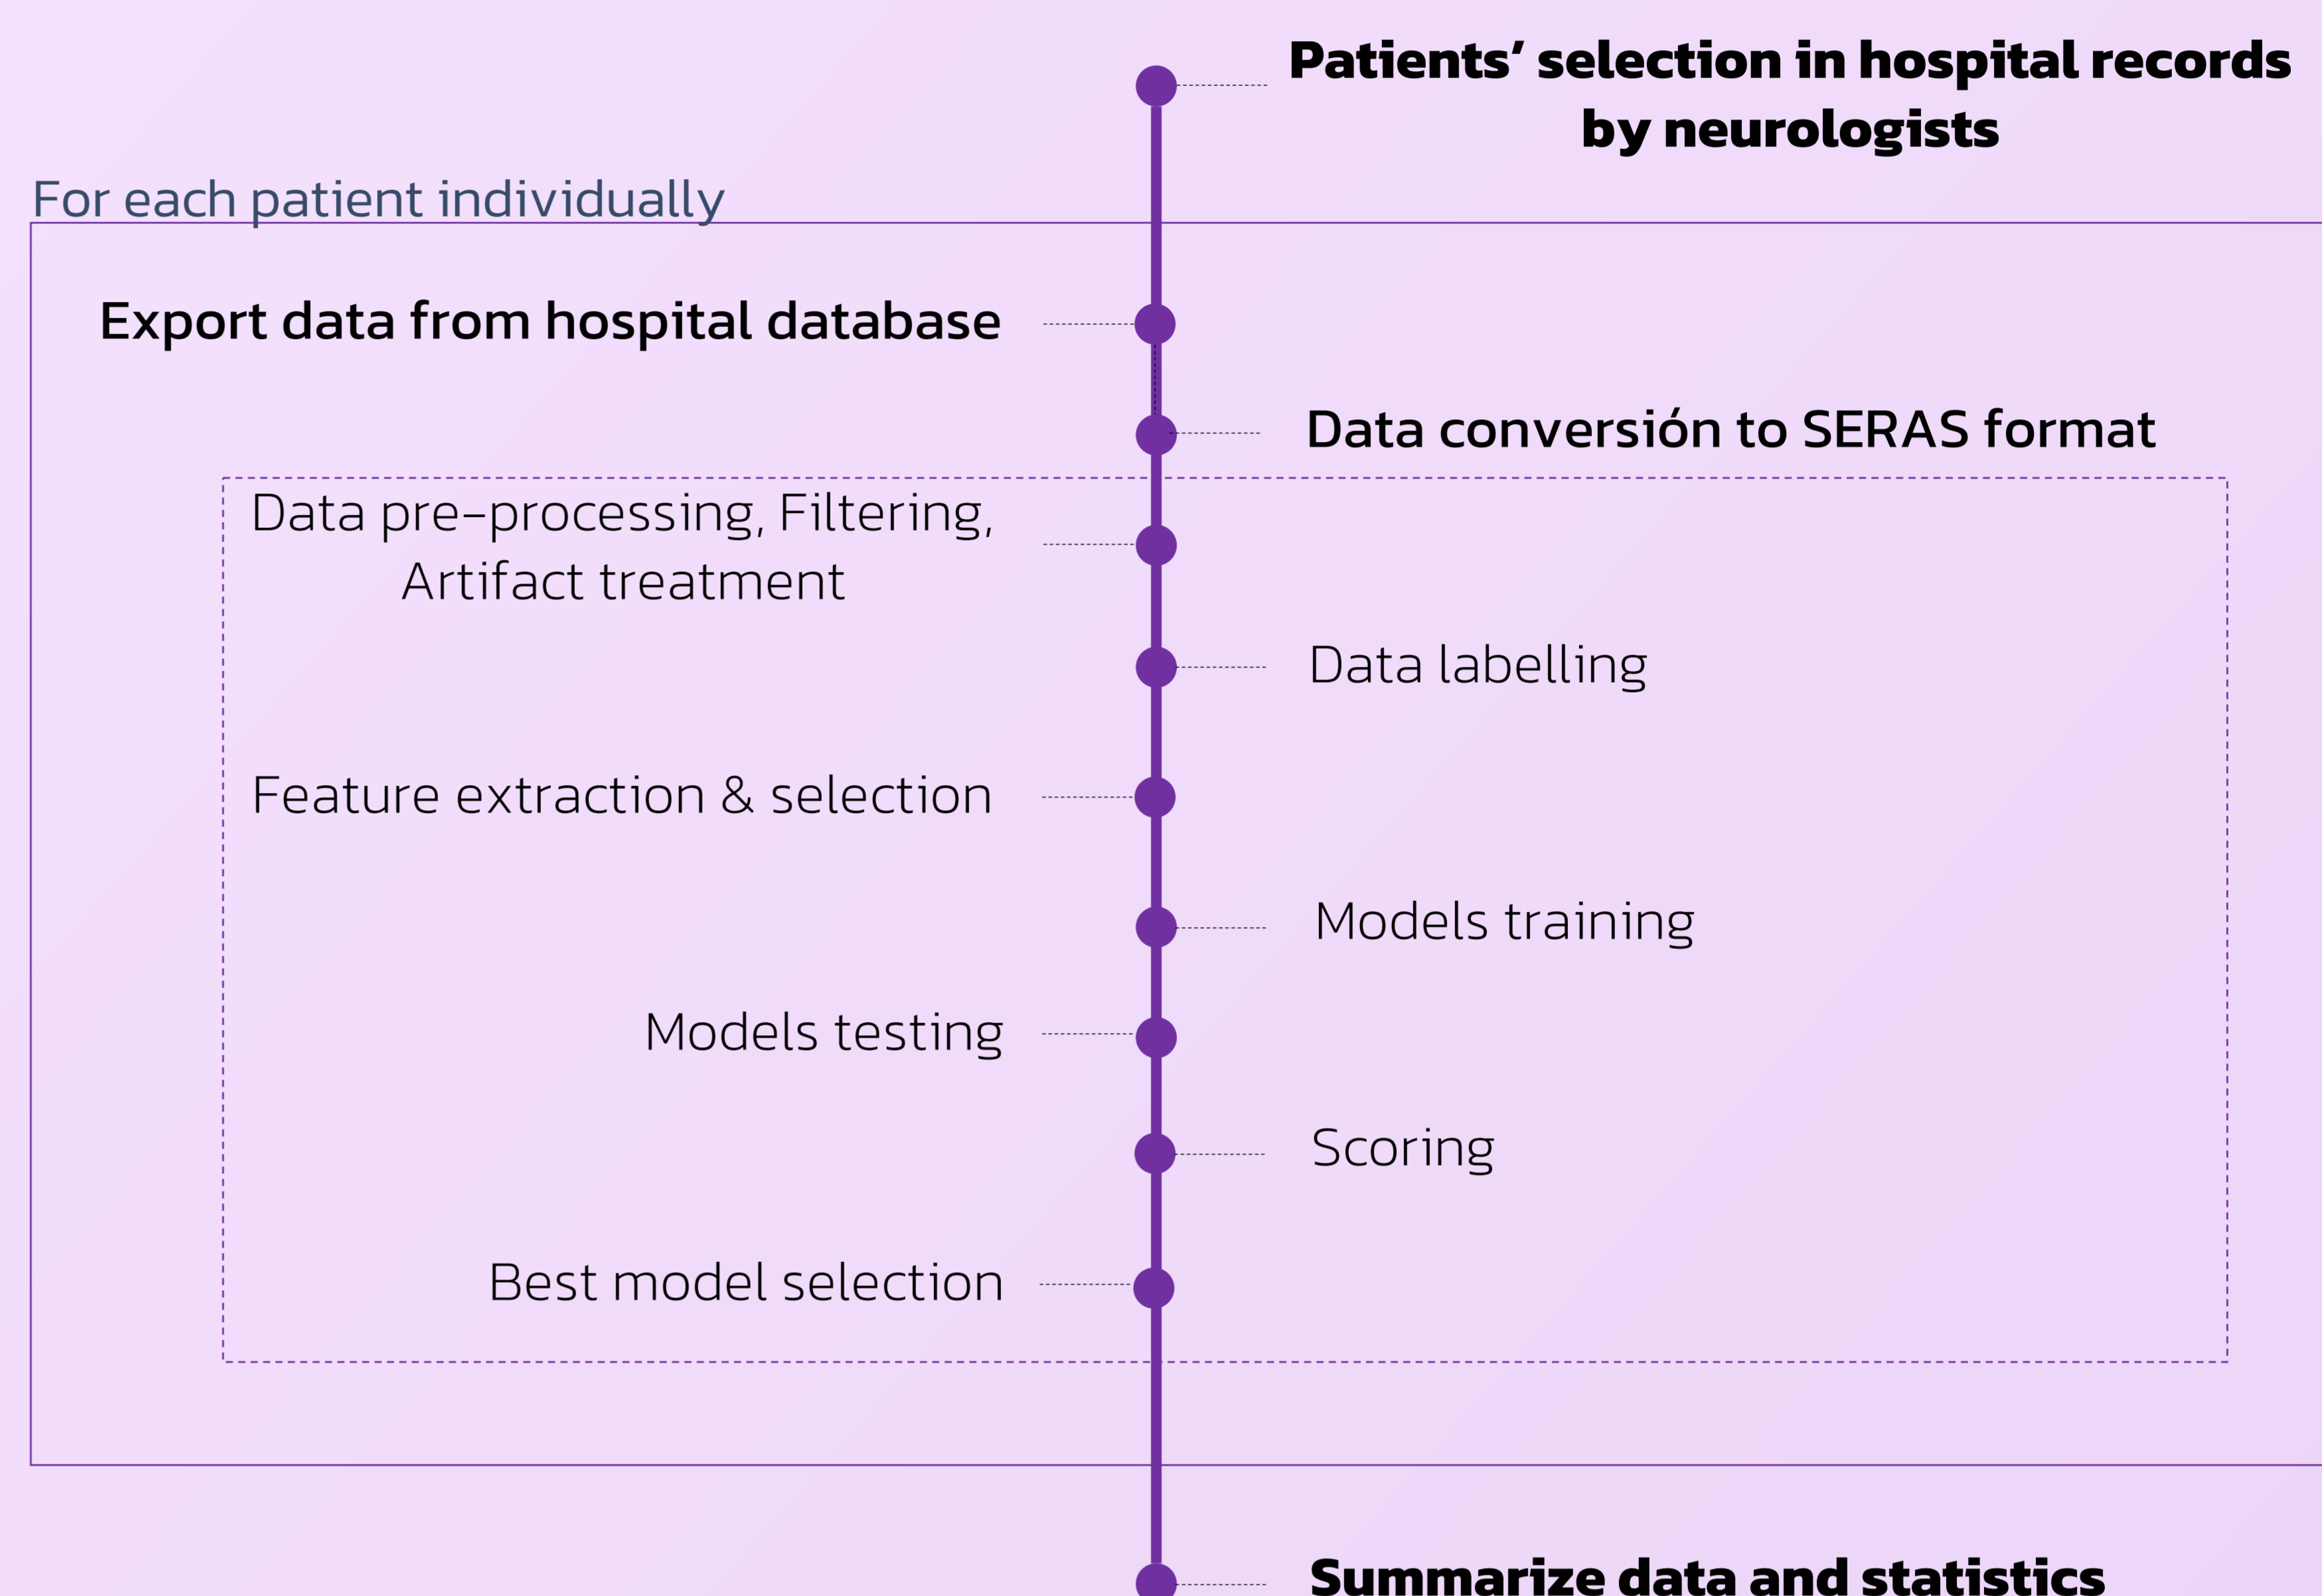 Patients’ selection in hospital records
by neurologists
For each patient individually
Export data from hospital database
Data conversión to SERAS format
Data pre-processing, Filtering,
Artifact treatment
Data labelling
Feature extraction & selection
Models training
Models testing
Scoring
Best model selection
Summarize data and statistics